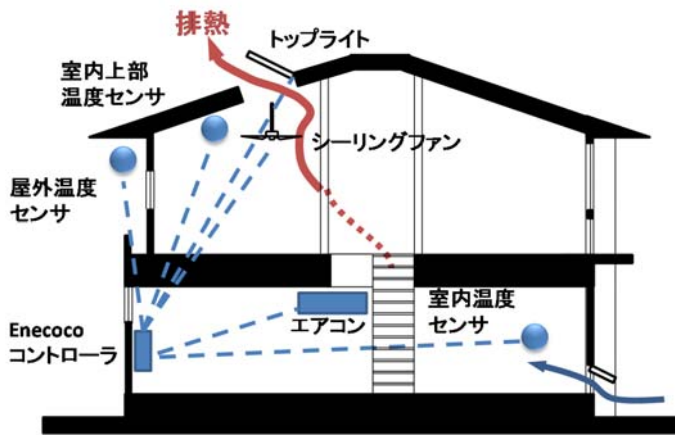 排熱
トップライト
室内上部
温度センサ
シーリングファン
屋外温度
センサ
Enecoco
コントローラ
エアコン
室内温度
センサ